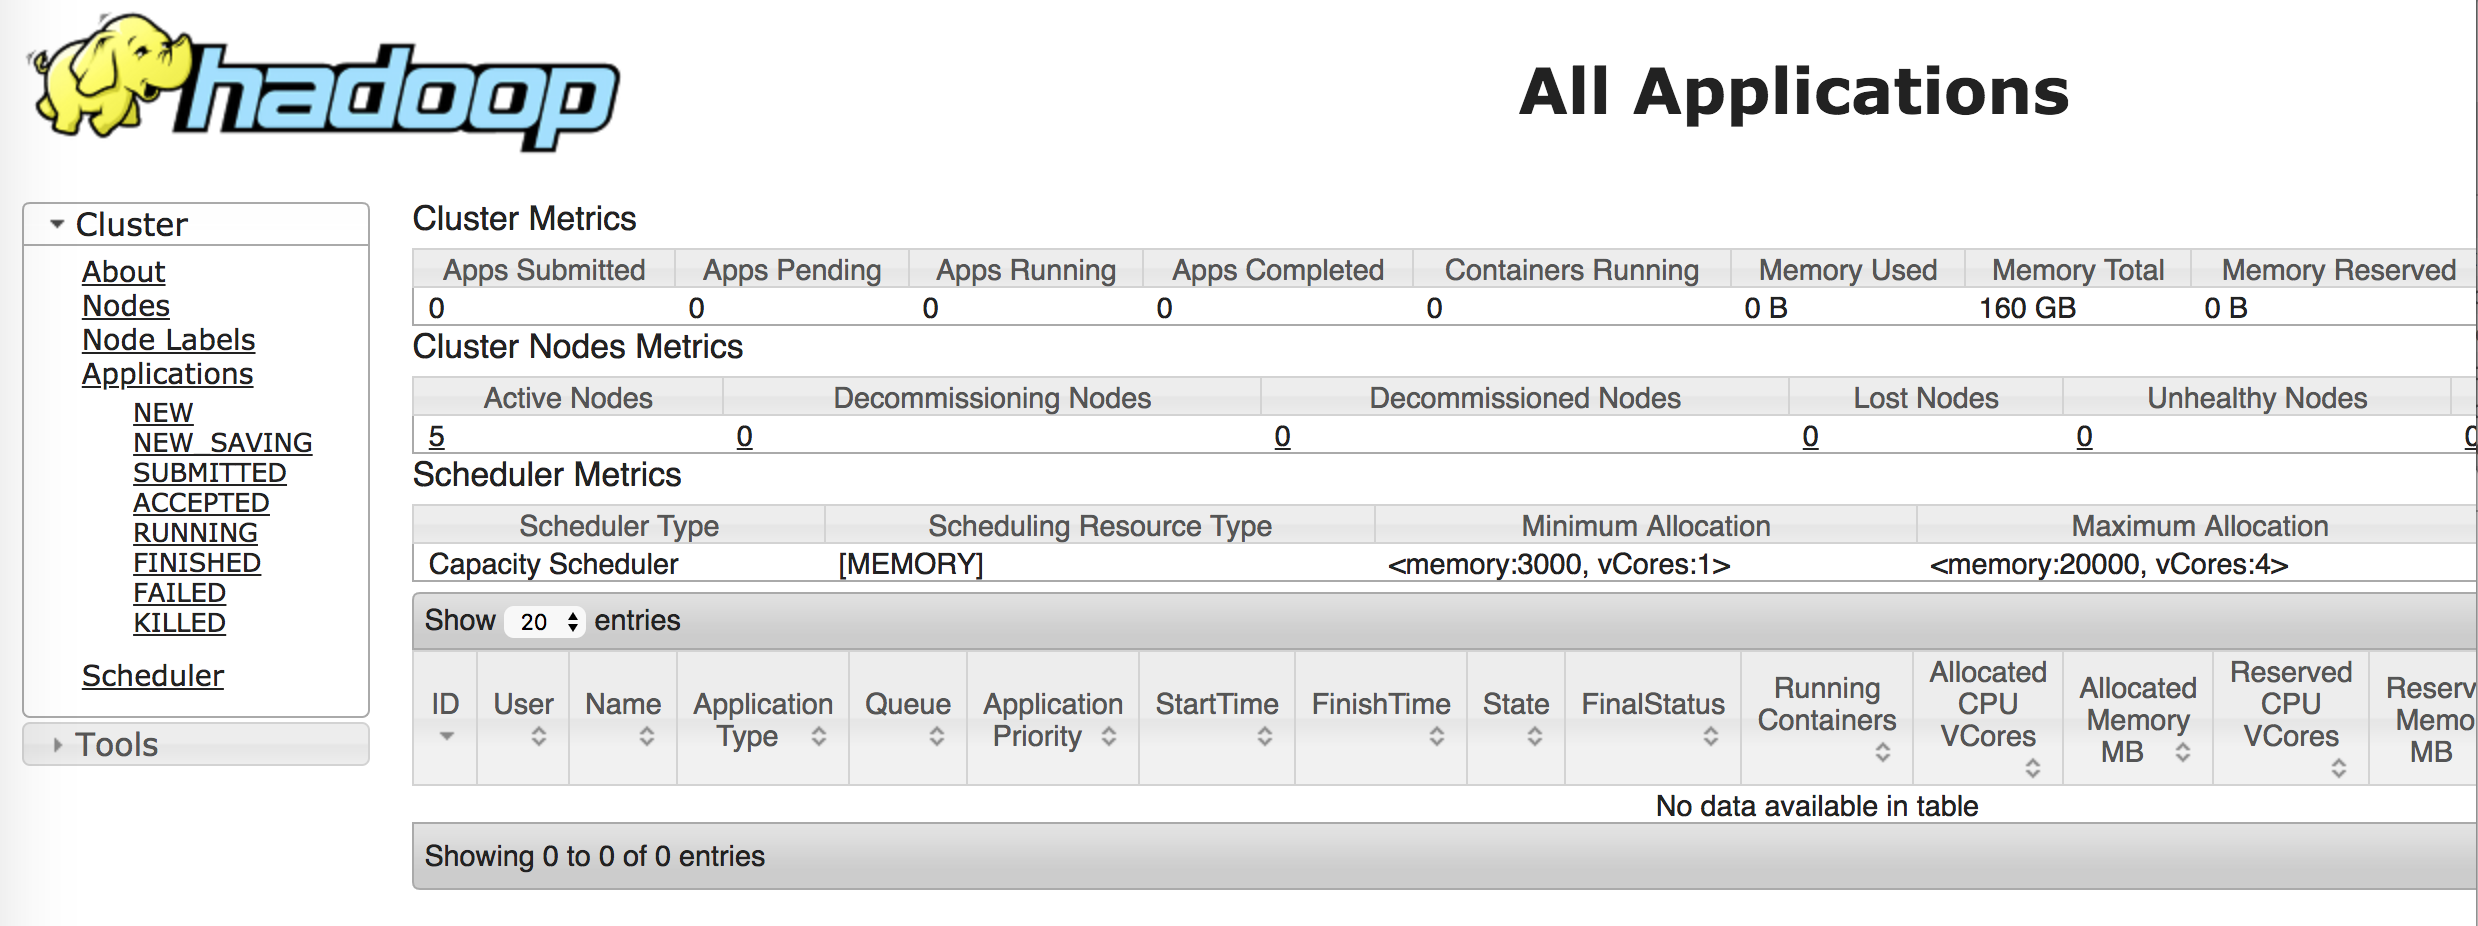 hadoop
All Applications
Cluster
About
Nodes
Node Labels
Applications
NEW
NEW_SAVING
SUBMITTED
ACCEPTED
RUNNING
FINISHED
FAILED
KILLED
Scheduler
Tools
Cluster Metrics
Apps Submitted Apps Pending Apps Running Apps Completed Containers Running Memory Used Memory Total Memory Reserved
0 0 0 0 0 0 B 160 GB 0 B
Cluster Nodes Metrics
Active Nodes Decommissioning Nodes Decommissioned Nodes Lost Nodes Unhealthy Nodes
5 0 0 0 0 0
Scheduler Metrics
Scheduler Type Scheduling Resource Type Minimum Allocation Maximum Allocation
Capacity Scheduler [MEMORY] <memory:3000, vCores:1> <memory:20000, vCores:4>
Show 20 entries
ID User Name Application Type Queue Application Priority StartTime FinishTime State FinalStatus Running Containers Allocated CPU VCores Allocated Memory MB Reserved CPU VCores Reserv Memo MB
No data available in table
Showing 0 to 0 of 0 entries